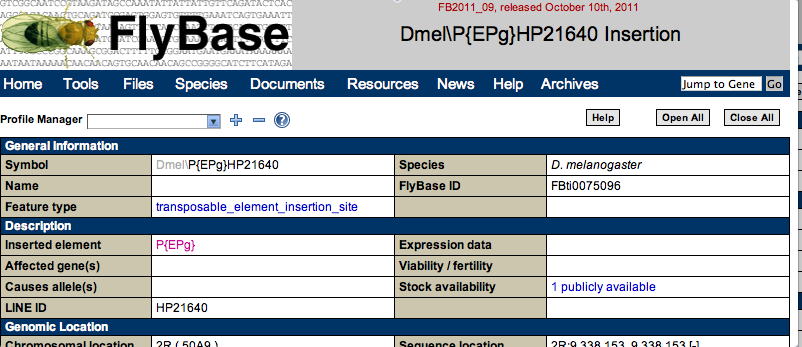 FB2011_09, released October 10th, 2011
FlyBase
Dmel\P{EPg}HP21640 Insertion
Home Tools Files Species Documents Resources News Help Archives Jump to Gene Go
Profile Manager Help Open All Close All
General Information
Symbol Dmel\P{EPg}HP21640 Species D. melanogaster
Name FlyBase ID FBti0075096
Feature type transposable_element_insertion_site
Description
Inserted element P{EPg} Expression data
Affected gene(s) Viability / fertility
Causes allele(s) Stock availability 1 publicly available
LINE ID HP21640
Genomic Location
Chromosomal location 2R ( 50A9 ) Sequence location 2R:9,338,153..9,338,153 [-]